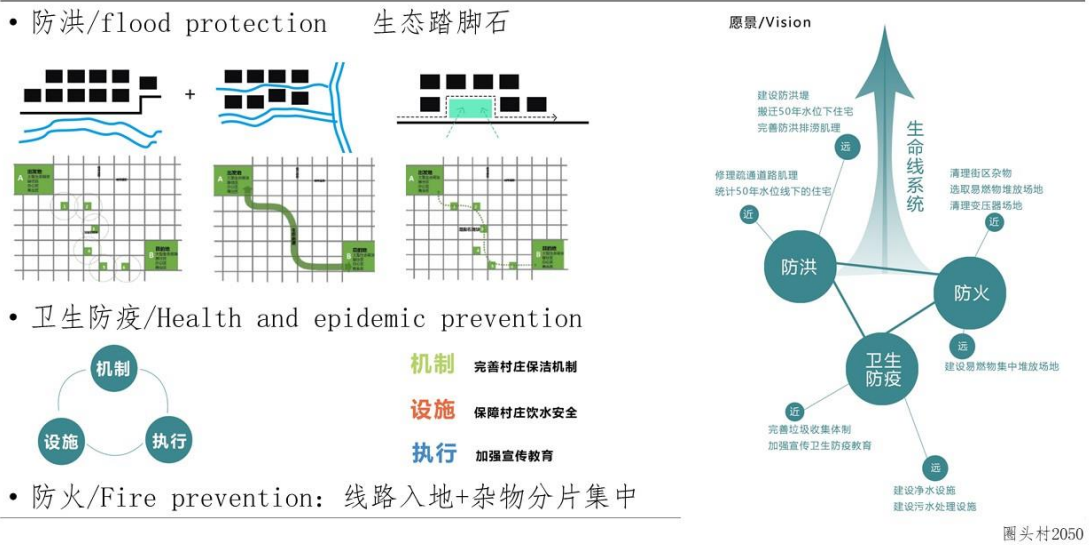 • 防洪/flood protection 生态踏脚石
+
A
B
1
2
A
B
A
B
• 卫生防疫/Health and epidemic prevention
机制
设施
执行
机制 完善村庄保洁机制
设施 保障村庄饮水安全
执行 加强宣传教育
• 防火/Fire prevention：线路入地+杂物分片集中
愿景/Vision
生命线系统
建设防洪堤
搬迁50年水位下住宅
完善防洪排涝肌理
远
修理疏通道路肌理
统计50年水位线下的住宅
近
防洪
清理街区杂物
选取易燃物堆放场地
清理变压器场地
近
防火
远
建设易燃物集中堆放场地
卫生
防疫
近
完善垃圾收集体制
加强宣传卫生防疫教育
远
建设净水设施
建设污水处理设施
圈头村2050